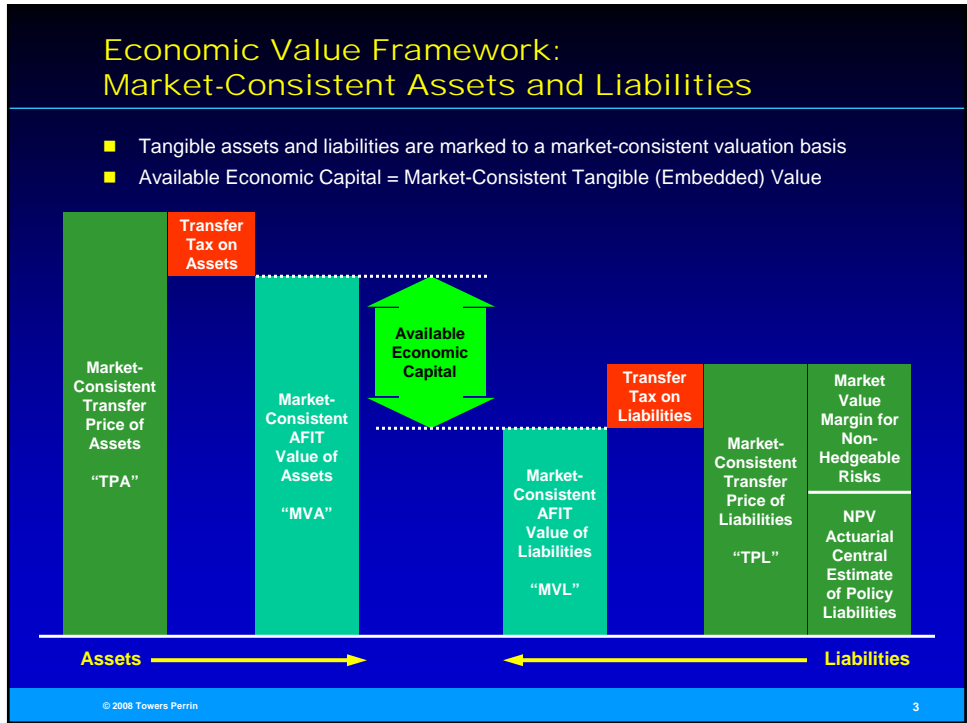 Economic Value Framework:
Market-Consistent Assets and Liabilities
Tangible assets and liabilities are marked to a market-consistent valuation basis
Available Economic Capital = Market-Consistent Tangible (Embedded) Value
Market-
Consistent
Transfer
Price of
Assets
“TPA”
Transfer
Tax on
Assets
Market-
Consistent
AFIT
Value of
Assets
“MVA”
Available
Economic
Capital
Market-
Consistent
AFIT
Value of
Liabilities
“MVL”
Transfer
Tax on
Liabilities
Market-
Consistent
Transfer
Price of
Liabilities
“TPL”
Market
Value
Margin for
Non-
Hedgeable
Risks
NPV
Actuarial
Central
Estimate
of Policy
Liabilities
Assets
Liabilities
© 2008 Towers Perrin
3